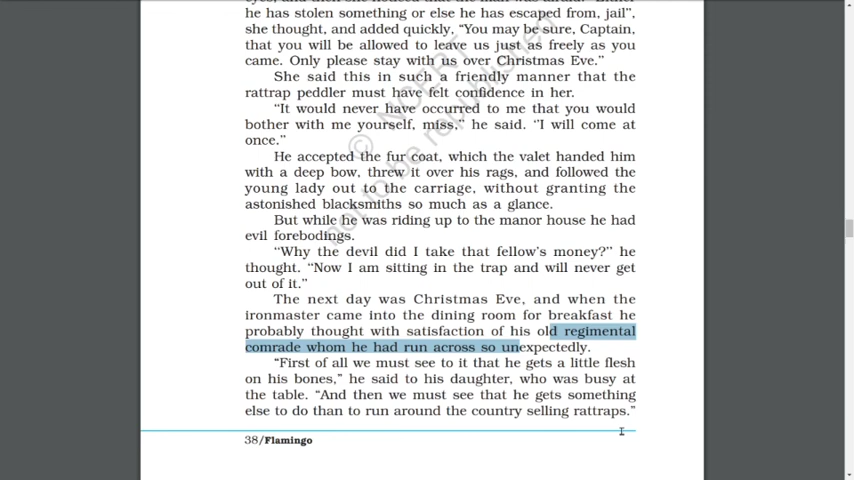 he has stolen something or else he has escaped from, jail”,
she thought, and added quickly, “You may be sure, Captain,
that you will be allowed to leave us just as freely as you
came. Only please stay with us over Christmas Eve.”
She said this in such a friendly manner that the
rattrap peddler must have felt confidence in her.
“It would never have occurred to me that you would
bother with me yourself, miss,” he said. ‘’I will come at
once.”
He accepted the fur coat, which the valet handed him
with a deep bow, threw it over his rags, and followed the
young lady out to the carriage, without granting the
astonished blacksmiths so much as a glance.
But while he was riding up to the manor house he had
evil forebodings.
“Why the devil did I take that fellow’s money?” he
thought. “Now I am sitting in the trap and will never get
out of it.”
The next day was Christmas Eve, and when the
ironmaster came into the dining room for breakfast he
probably thought with satisfaction of his old regimental
comrade whom he had run across so unexpectedly.
“First of all we must see to it that he gets a little flesh
on his bones,” he said to his daughter, who was busy at
the table. “And then we must see that he gets something
else to do than to run around the country selling rattraps.”
38/Flamingo
© NCERT
not to be republished